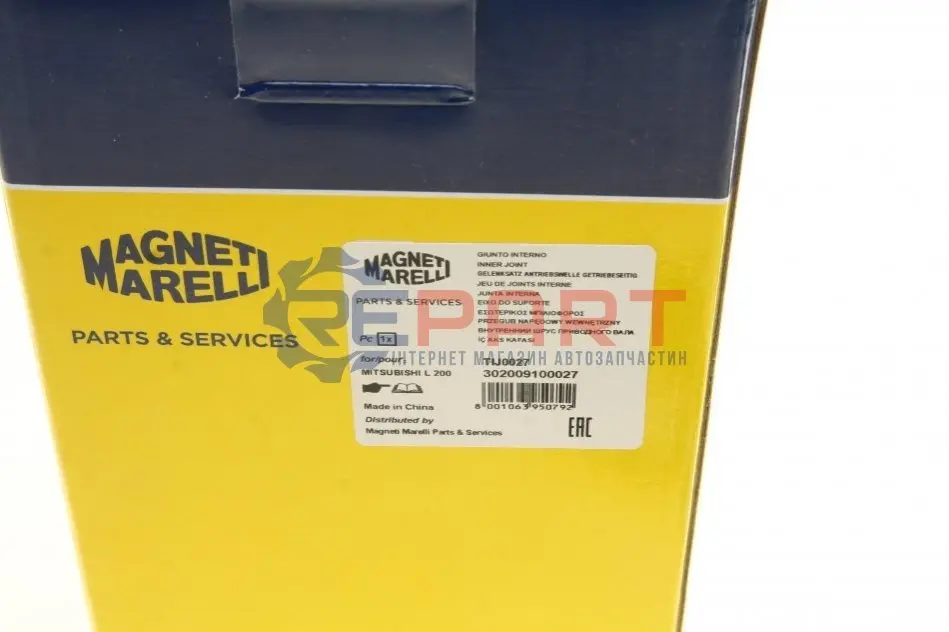 MAGNETI
MARELLI
PARTS & SERVICES
MAGNETI
MARELLI
PARTS & SERVICES
Pc 1x
for/pour:
MITSUBISHI L 200
Made in China
Distributed by
Magneti Marelli Parts & Services
GIUNTO INTERNO
INNER JOINT
GELENKSATZ ANTRIEBSWELLE GETRIEBESEITIG
JEU DE JOINTS INTERNE
JUNTA INTERNA
EIXO DO SUPORTE
ΕΣΩΤΕΡΙΚΟΣ ΜΠΙΛΙΟΦΟΡΟΣ
PRZEGUB NAPĘDOWY WEWNĘTRZNY
ВНУТРЕННИЙ ШРУС ПРИВОДНОГО ВАЛА
İÇ AKS KAFASI
TIJ0027
302009100027
8 001063 950792
EAC
REPART
ІНТЕРНЕТ МАГАЗИН АВТОЗАПЧАСТИН